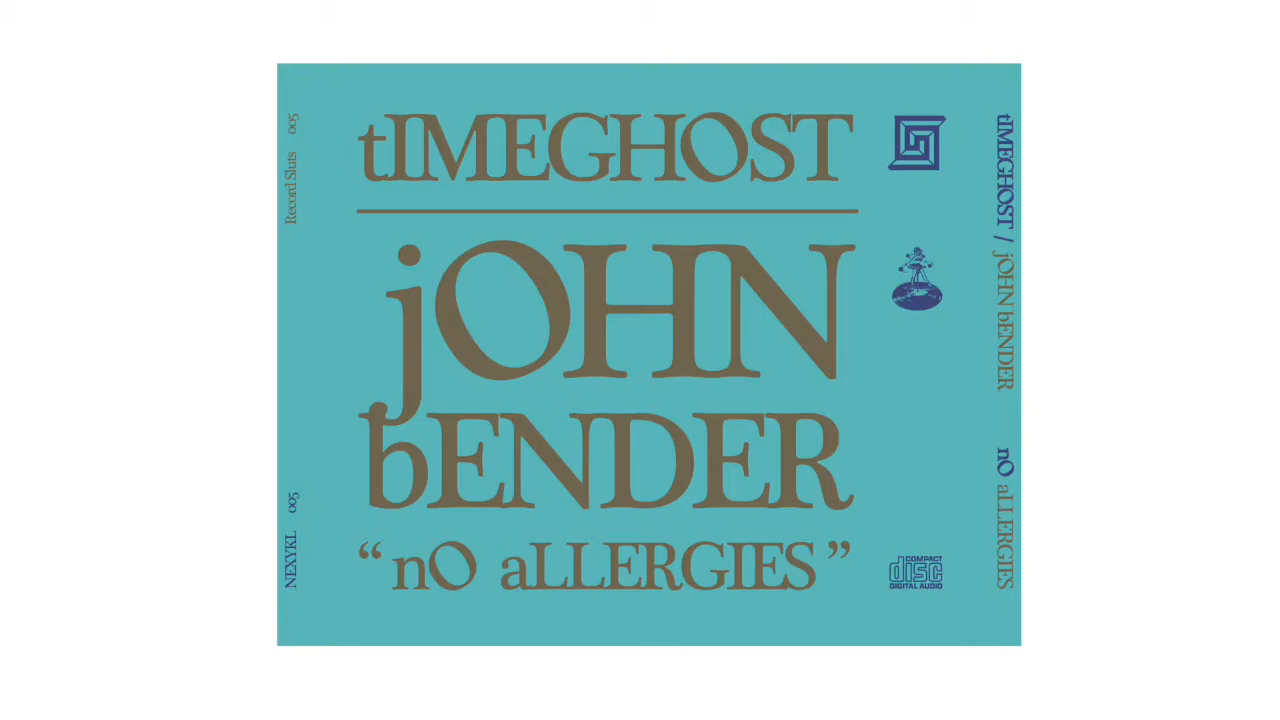 tIMEGHOST
jOHN
bENDER
“nO aLLERGIES”
Record Sluts 005
NEXYKL 005
tIMEGHOST / jOHN bENDER nO aLLERGIES
COMPACT
disc
DIGITAL AUDIO